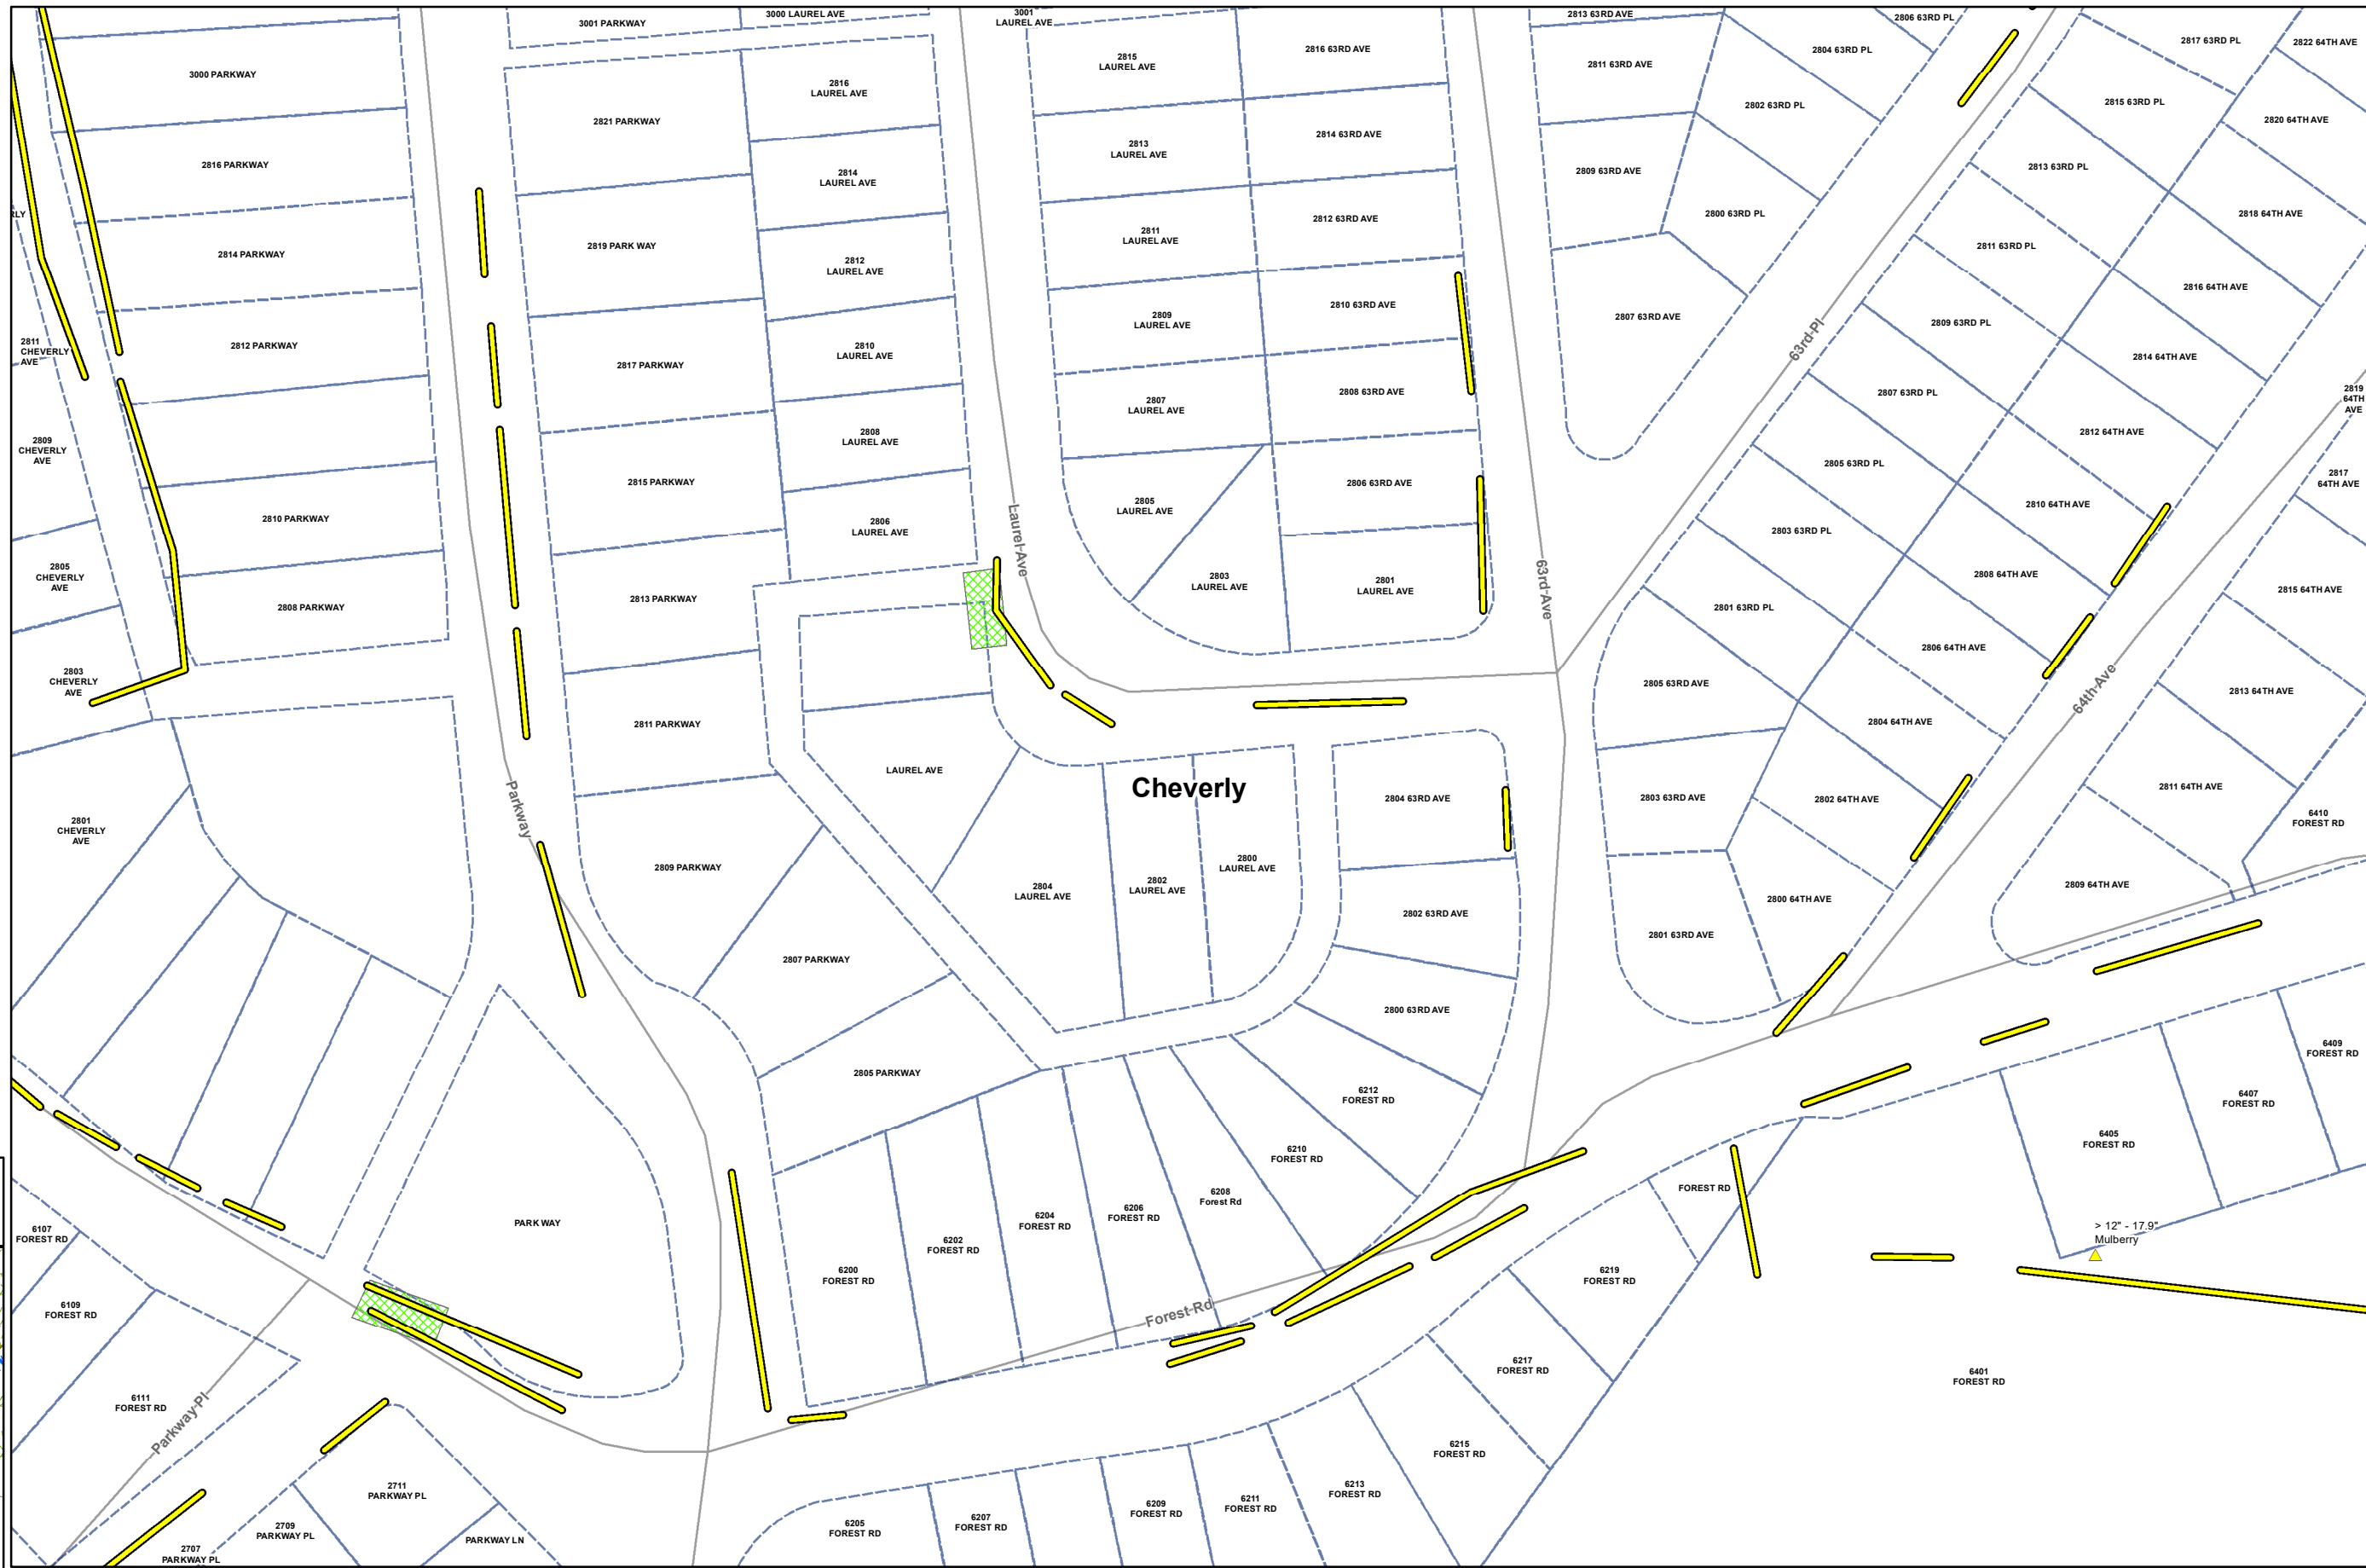 3001 PARKWAY
3000 LAUREL AVE
3001
LAUREL AVE
2813 63RD AVE
2806 63RD PL
2817 63RD PL
2822 64TH AVE
3000 PARKWAY
2816
LAUREL AVE
2815
LAUREL AVE
2816 63RD AVE
2811 63RD AVE
2804 63RD PL
2802 63RD PL
2815 63RD PL
2820 64TH AVE
2821 PARKWAY
2816 PARKWAY
2814
LAUREL AVE
2813
LAUREL AVE
2814 63RD AVE
2809 63RD AVE
2813 63RD PL
RLY
2800 63RD PL
2818 64TH AVE
2814 PARKWAY
2819 PARK WAY
2812
LAUREL AVE
2811
LAUREL AVE
2812 63RD AVE
2811 63RD PL
2816 64TH AVE
2811
CHEVERLY
AVE
2812 PARKWAY
2817 PARKWAY
2810
LAUREL AVE
2809
LAUREL AVE
2810 63RD AVE
2807 63RD AVE
63rd Pl
2809 63RD PL
2814 64TH AVE
2807
LAUREL AVE
2808 63RD AVE
2807 63RD PL
2819
64TH
AVE
2809
CHEVERLY
AVE
2808
LAUREL AVE
2812 64TH AVE
2815 PARKWAY
2805
LAUREL AVE
2806 63RD AVE
2805 63RD PL
2817
64TH AVE
2810 PARKWAY
2806
LAUREL AVE
Laurel Ave
2803 63RD PL
2810 64TH AVE
2805
CHEVERLY
AVE
2808 PARKWAY
2813 PARKWAY
2803
LAUREL AVE
2801
LAUREL AVE
63rd Ave
2801 63RD PL
2808 64TH AVE
2815 64TH AVE
2803
CHEVERLY
AVE
2811 PARKWAY
2805 63RD AVE
2806 64TH AVE
64th Ave
2813 64TH AVE
2804 64TH AVE
LAUREL AVE
Cheverly
2804 63RD AVE
2803 63RD AVE
2802 64TH AVE
2811 64TH AVE
6410
FOREST RD
2801
CHEVERLY
AVE
Parkway
2809 PARKWAY
2804
LAUREL AVE
2802
LAUREL AVE
2800
LAUREL AVE
2802 63RD AVE
2801 63RD AVE
2800 64TH AVE
2809 64TH AVE
2807 PARKWAY
2800 63RD AVE
2805 PARKWAY
6212
FOREST RD
6409
FOREST RD
6407
FOREST RD
6405
FOREST RD
6210
FOREST RD
6208
Forest Rd
6206
FOREST RD
6204
FOREST RD
6202
FOREST RD
6200
FOREST RD
PARK WAY
FOREST RD
> 12" - 17.9"
Mulberry
6107
FOREST RD
6109
FOREST RD
6219
FOREST RD
Forest Rd
6217
FOREST RD
6401
FOREST RD
6111
FOREST RD
Parkway Pl
6215
FOREST RD
6213
FOREST RD
6211
FOREST RD
6209
FOREST RD
6207
FOREST RD
6205
FOREST RD
2711
PARKWAY PL
2709
PARKWAY PL
PARKWAY LN
2707
PARKWAY PL